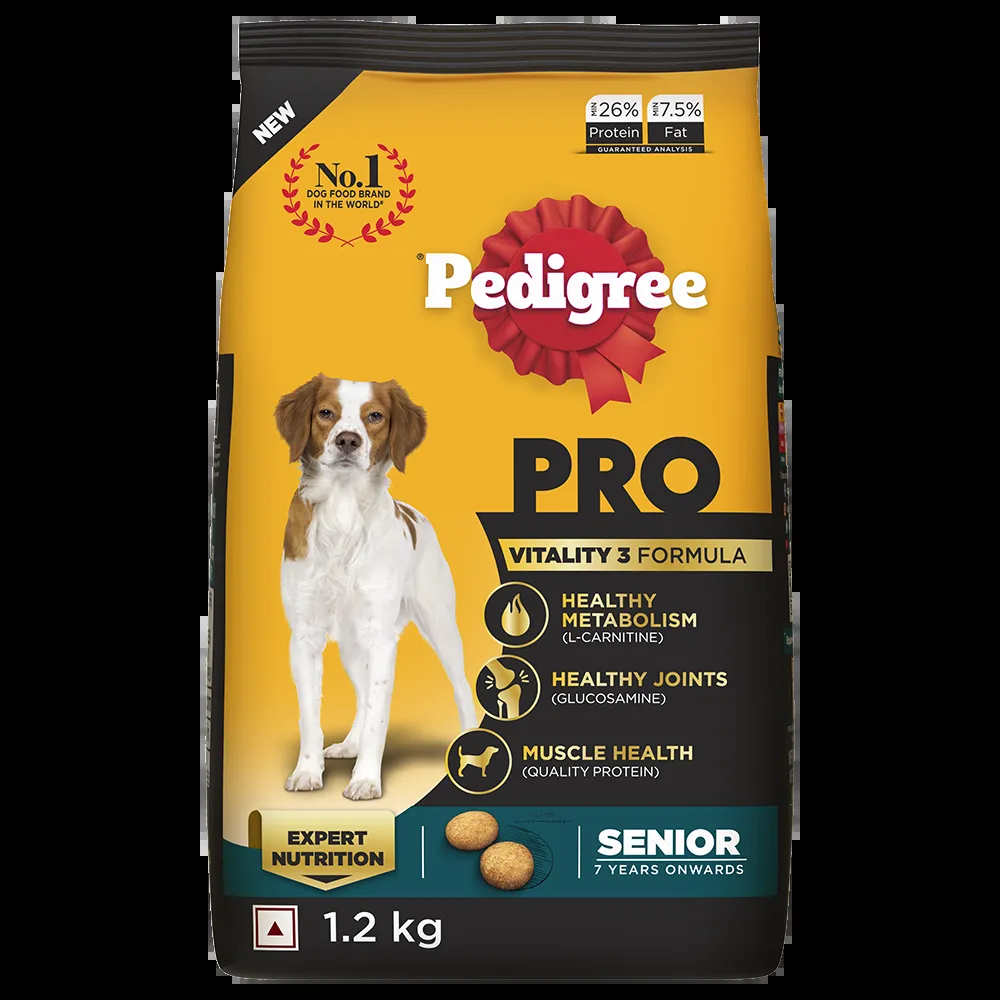 NEW
No.1
DOG FOOD BRAND
IN THE WORLD#
MIN 26%
Protein
MIN 7.5%
Fat
GUARANTEED ANALYSIS
®Pedigree
PRO
VITALITY 3 FORMULA
HEALTHY
METABOLISM
(L-CARNITINE)
HEALTHY JOINTS
(GLUCOSAMINE)
MUSCLE HEALTH
(QUALITY PROTEIN)
EXPERT
NUTRITION
SENIOR
7 YEARS ONWARDS
1.2 kg